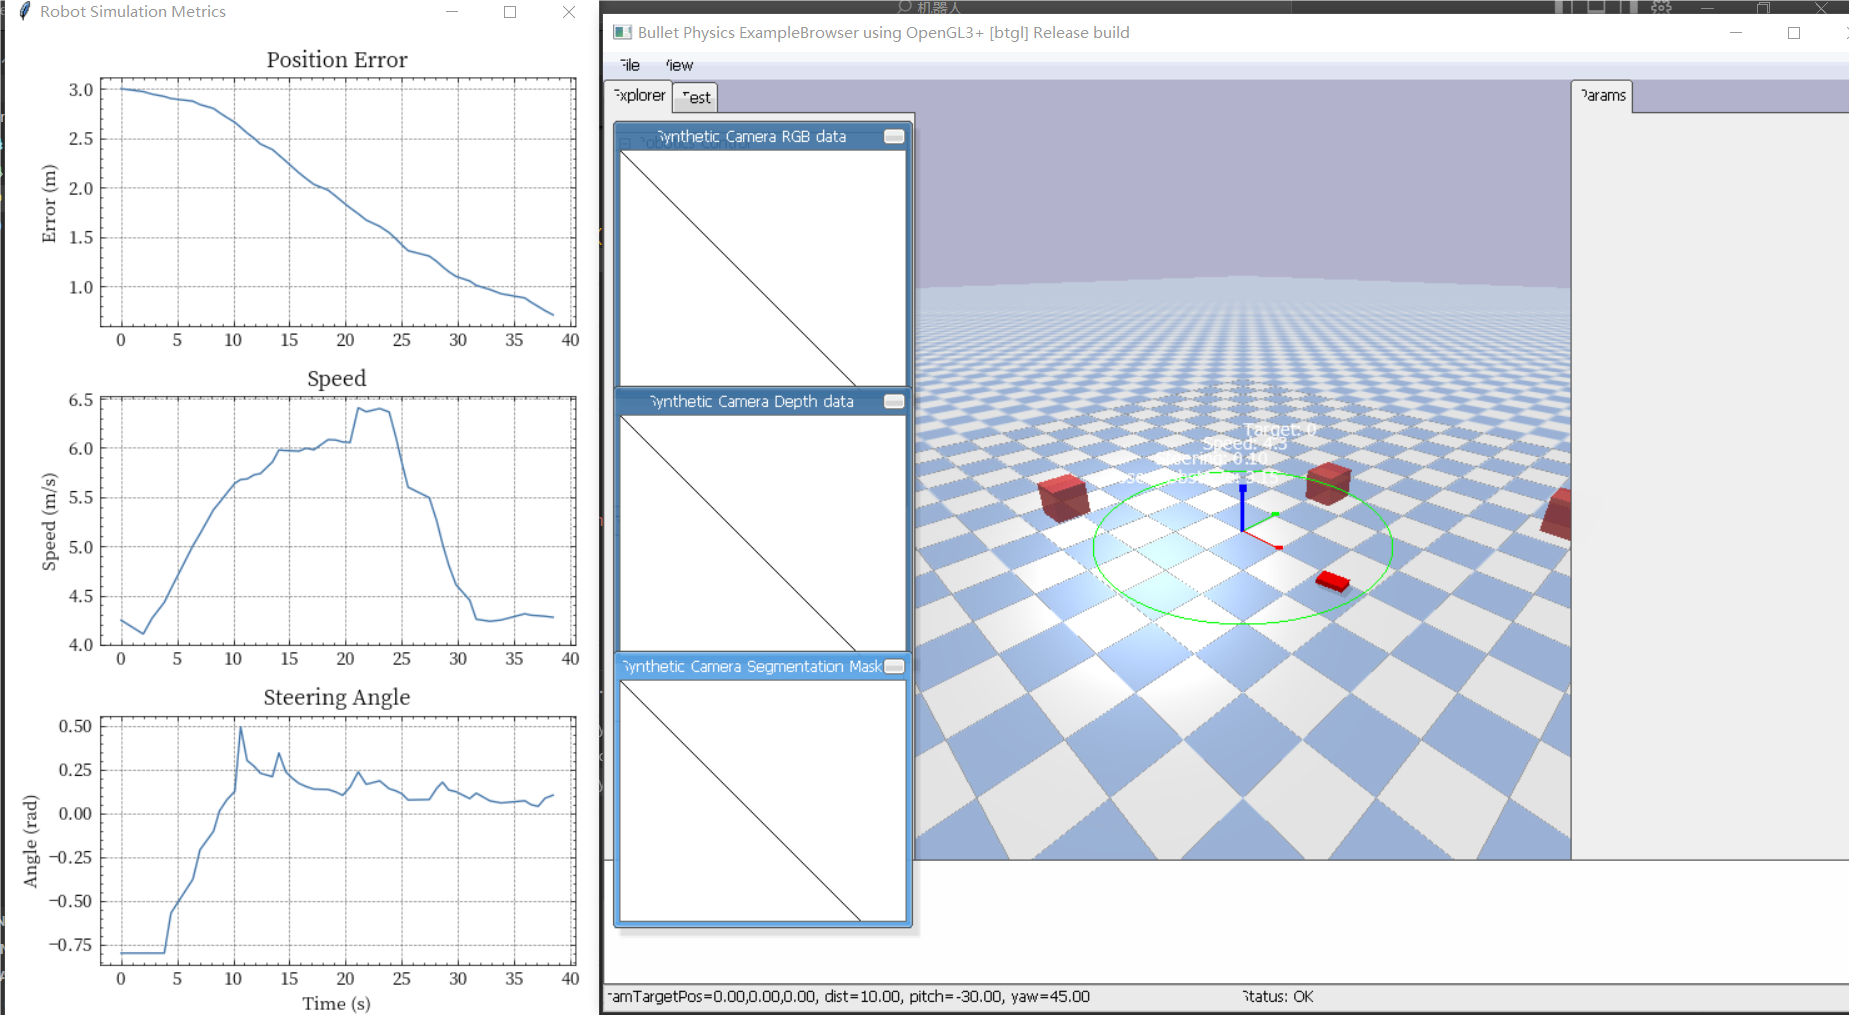 Robot Simulation Metrics
机器人
Bullet Physics ExampleBrowser using OpenGL3+ [btgl] Release build
File
View
Explorer
Test
Params
Position Error
3.0
2.5
2.0
1.5
1.0
Error (m)
0 5 10 15 20 25 30 35 40
Speed
6.5
6.0
5.5
5.0
4.5
4.0
Speed (m/s)
0 5 10 15 20 25 30 35 40
Steering Angle
0.50
0.25
0.00
−0.25
−0.50
−0.75
Angle (rad)
0 5 10 15 20 25 30 35 40
Time (s)
Synthetic Camera RGB data
Synthetic Camera Depth data
Synthetic Camera Segmentation Mask
Target: 0
Speed: 4.3
Steering: 0.10
amTargetPos=0.00,0.00,0.00, dist=10.00, pitch=-30.00, yaw=45.00
Status: OK